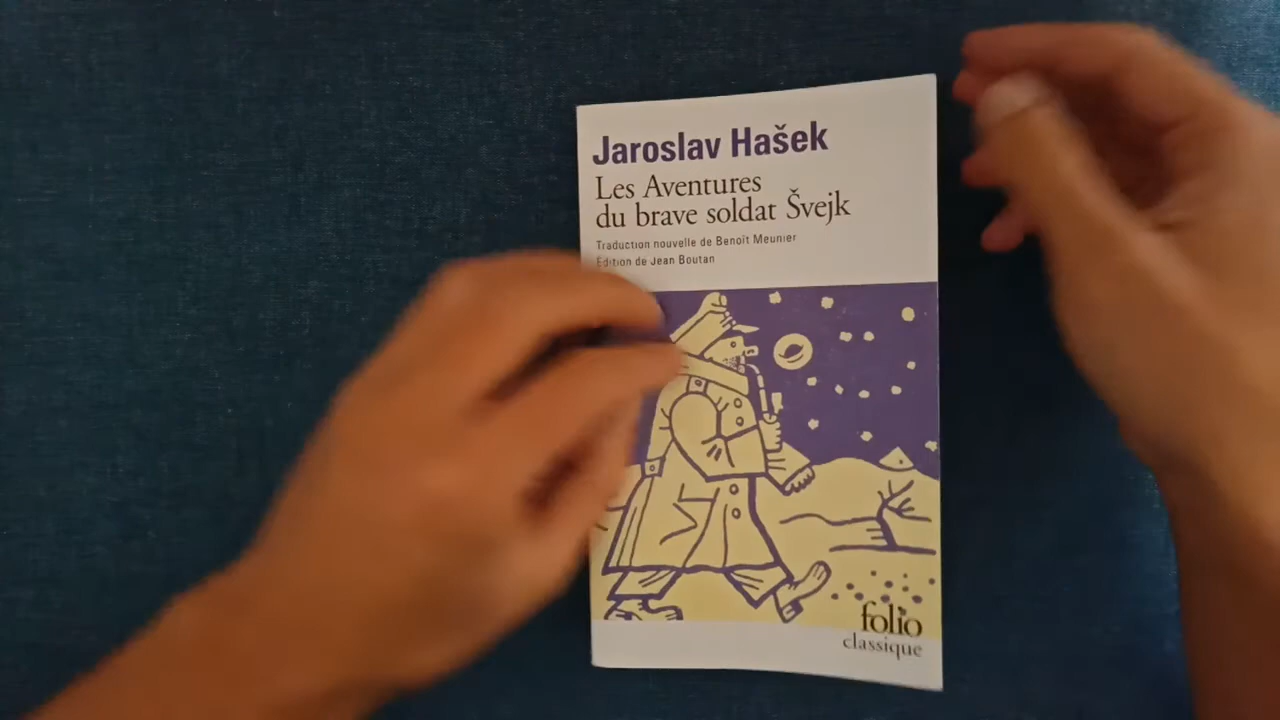 Jaroslav Hašek
Les Aventures
du brave soldat Švejk
Traduction nouvelle de Benoît Meunier
Édition de Jean Boutan
folio
classique